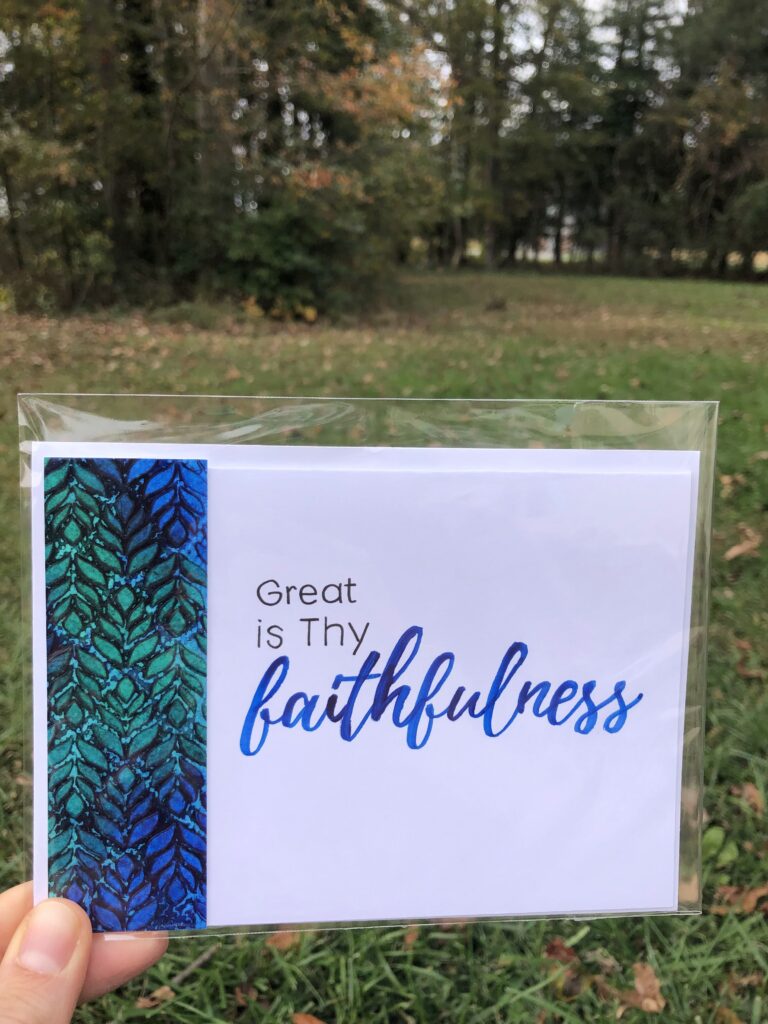 Great
is Thy
faithfulness